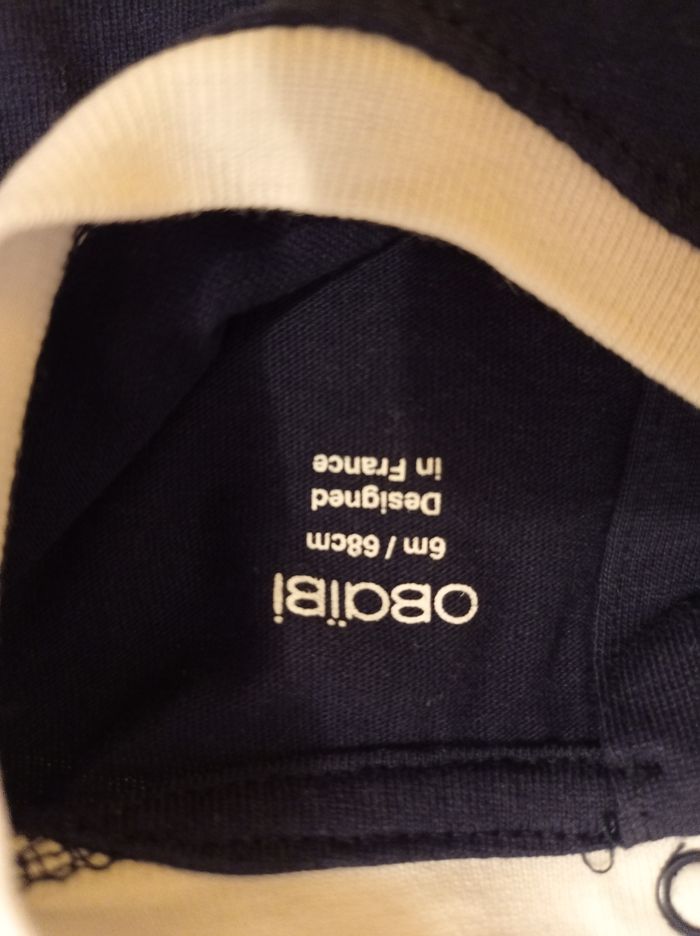 OBaïBi
6m / 68cm
Designed
in France